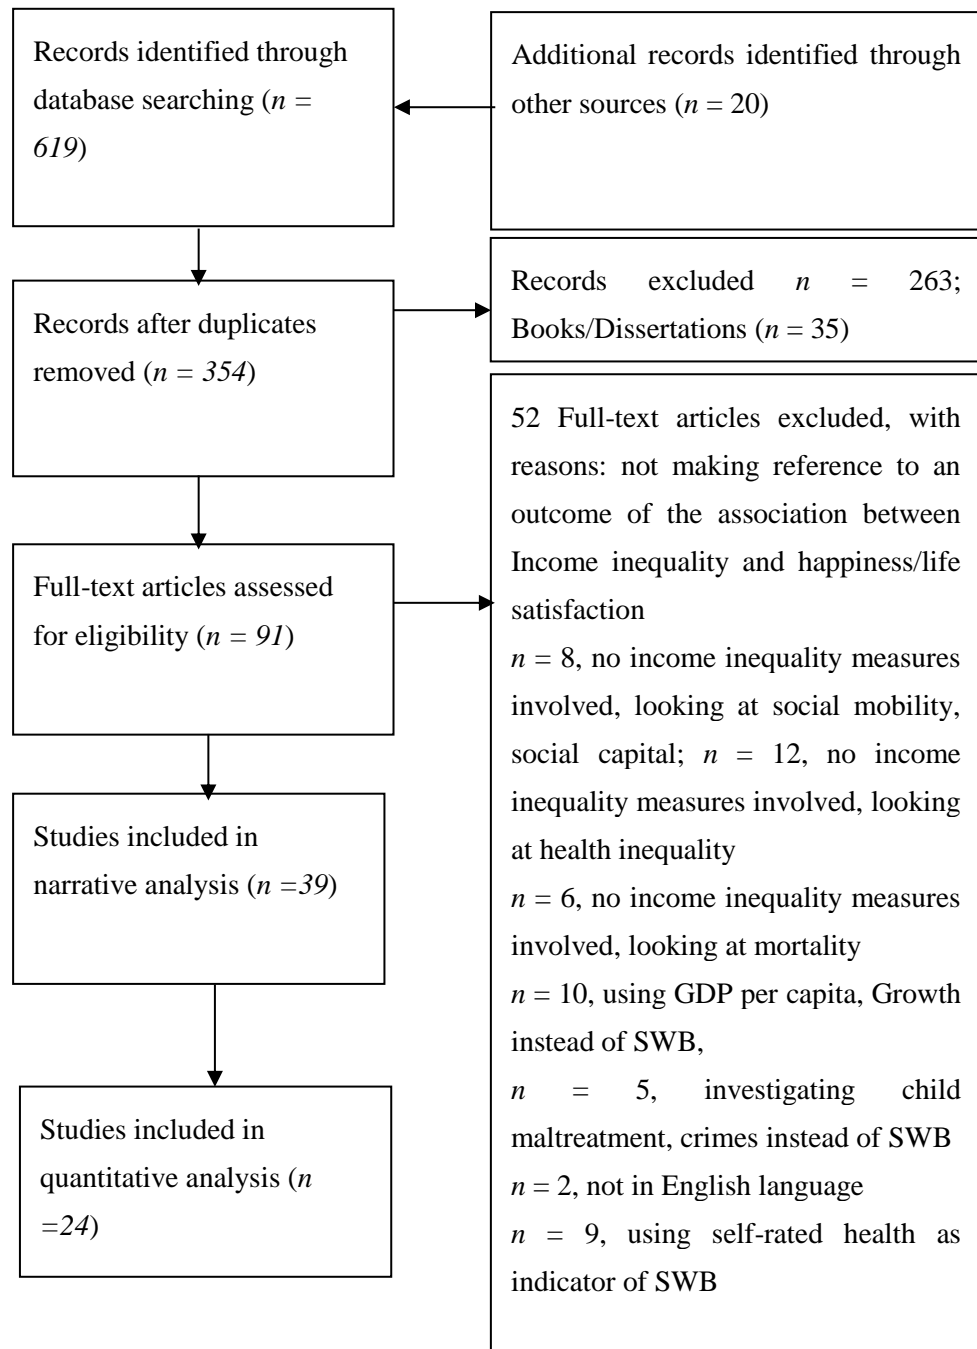 Records identified through
database searching (n =
619)
Additional records identified through
other sources (n = 20)
Records after duplicates
removed (n = 354)
Records excluded n = 263;
Books/Dissertations (n = 35)
Full-text articles assessed
for eligibility (n = 91)
52 Full-text articles excluded, with
reasons: not making reference to an
outcome of the association between
Income inequality and happiness/life
satisfaction
n = 8, no income inequality measures
involved, looking at social mobility,
social capital; n = 12, no income
inequality measures involved, looking
at health inequality
n = 6, no income inequality measures
involved, looking at mortality
n = 10, using GDP per capita, Growth
instead of SWB,
n = 5, investigating child
maltreatment, crimes instead of SWB
n = 2, not in English language
n = 9, using self-rated health as
indicator of SWB
Studies included in
narrative analysis (n =39)
Studies included in
quantitative analysis (n
=24)